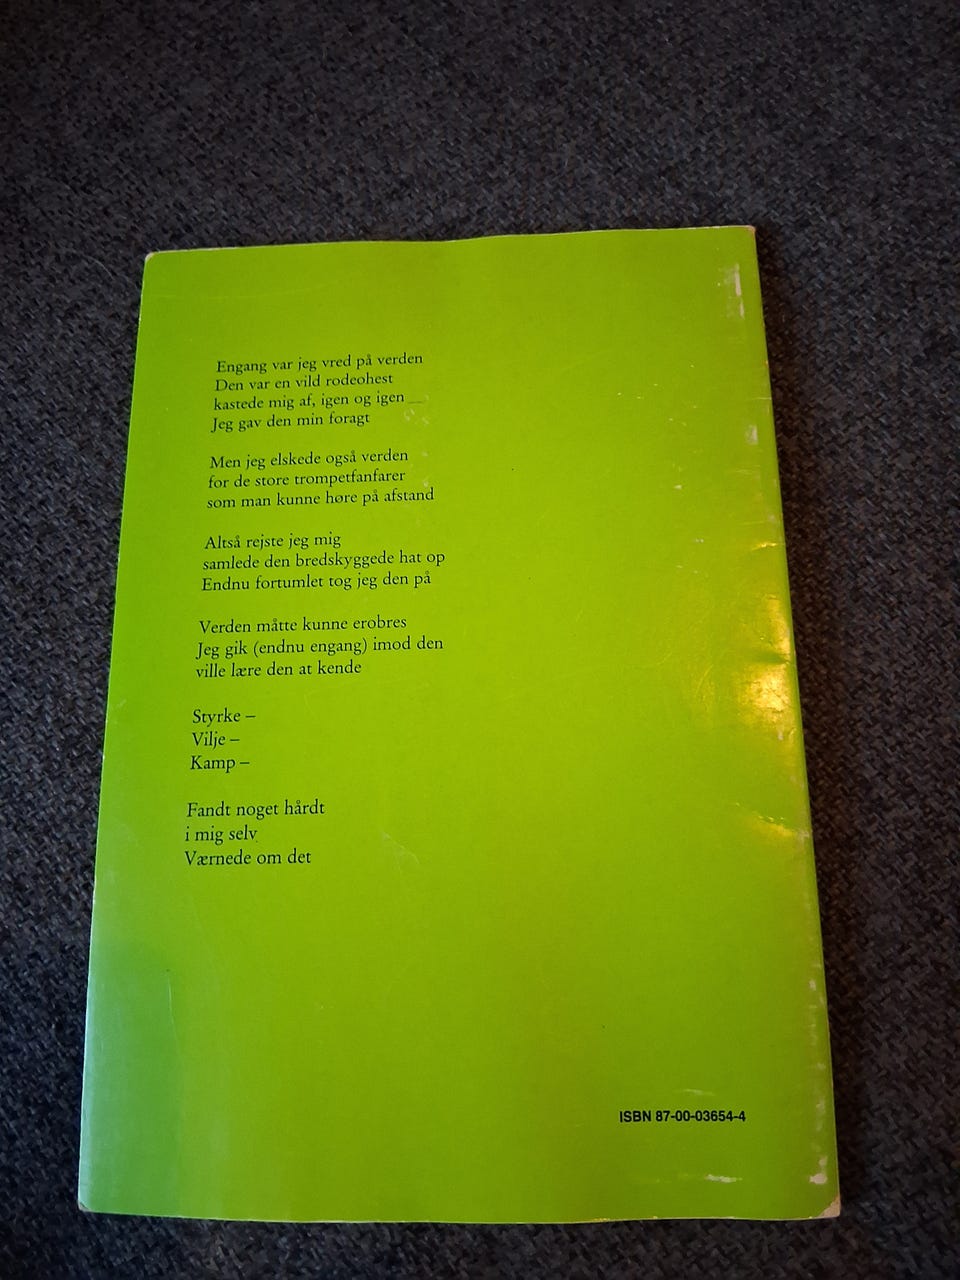 Engang var jeg vred på verden
Den var en vild rodeohest
kastede mig af, igen og igen
Jeg gav den min foragt
Men jeg elskede også verden
for de store trompetfanfarer
som man kunne høre på afstand
Altså rejste jeg mig
samlede den bredskyggede hat op
Endnu fortumlet tog jeg den på
Verden måtte kunne erobres
Jeg gik (endnu engang) imod den
ville lære den at kende
Styrke –
Vilje –
Kamp –
Fandt noget hårdt
i mig selv
Værnede om det
ISBN 87-00-03654-4